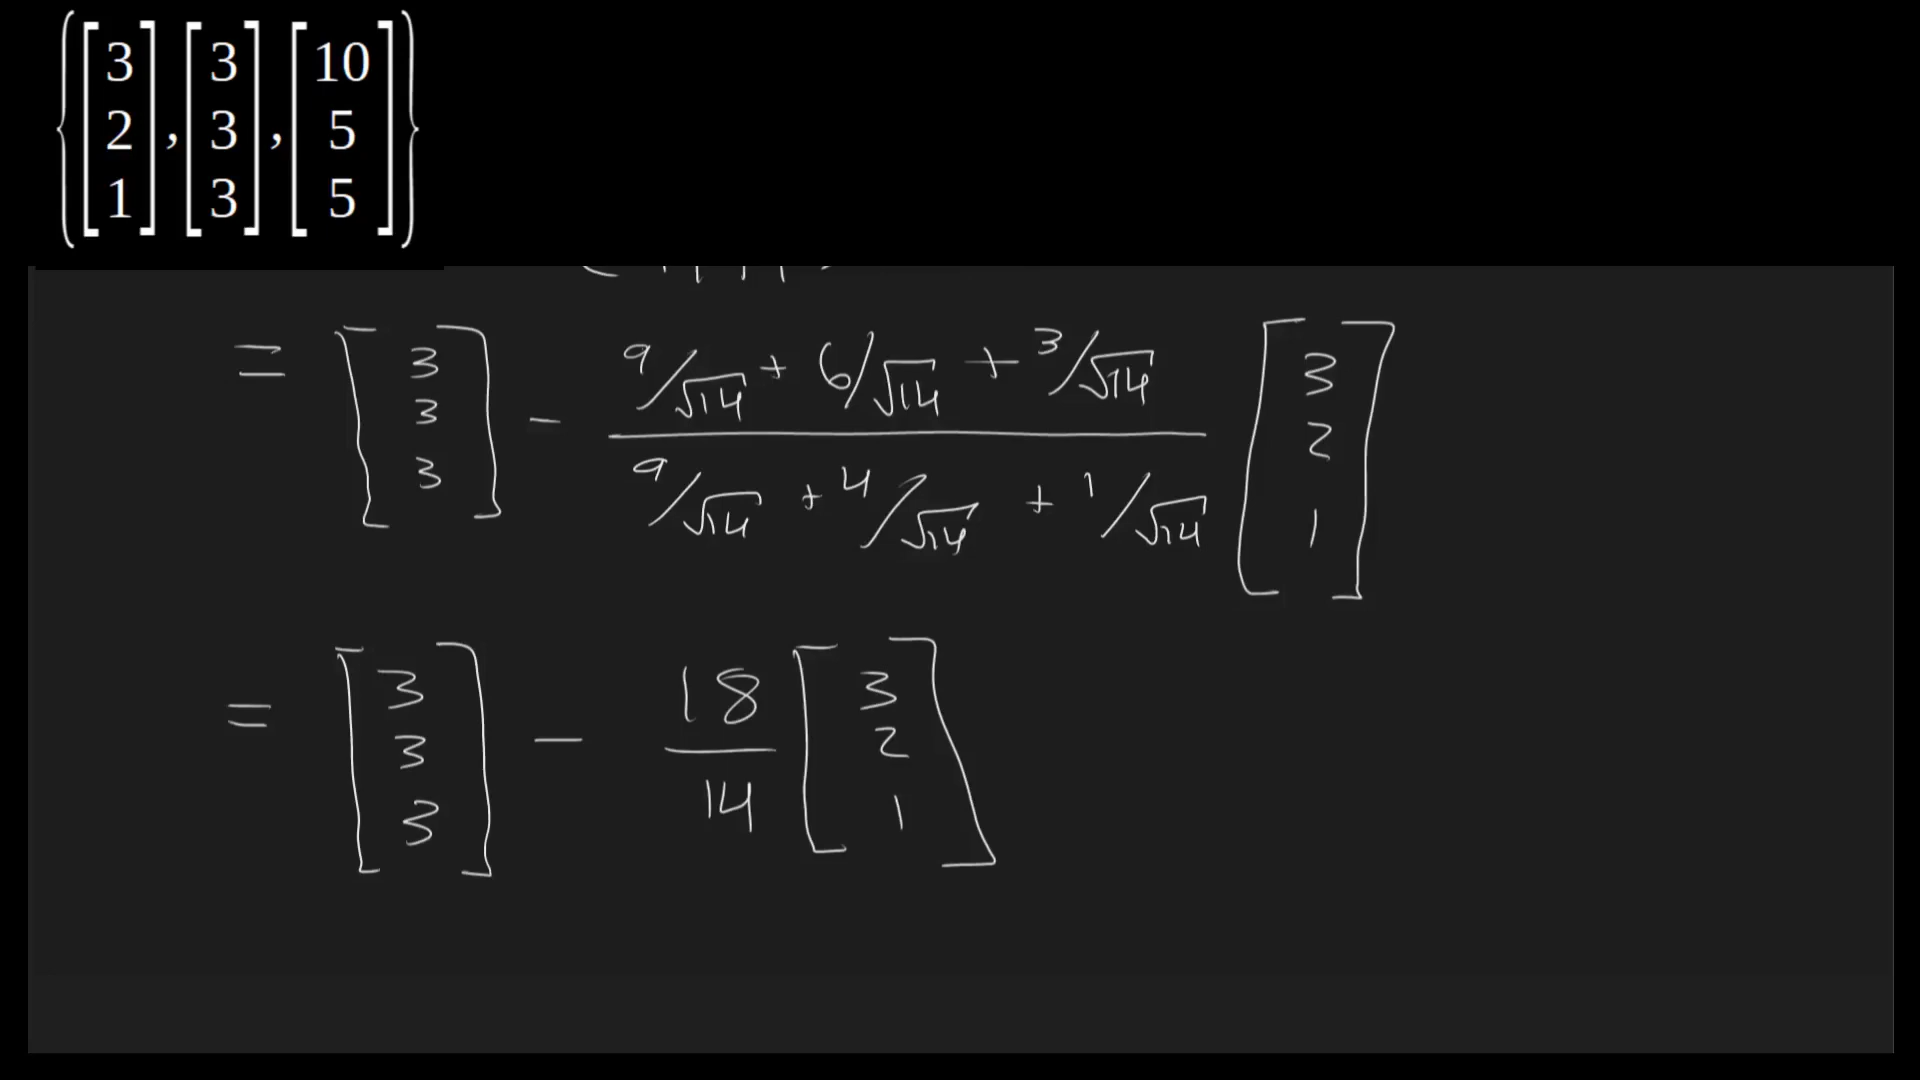 {[3 2 1], [3 3 3], [10 5 5]}
= [3 3 3] - (9/√14 + 6/√14 + 3/√14) / (9/√14 + 4/√14 + 1/√14) [3 2 1]
= [3 3 3] - 18/14 [3 2 1]